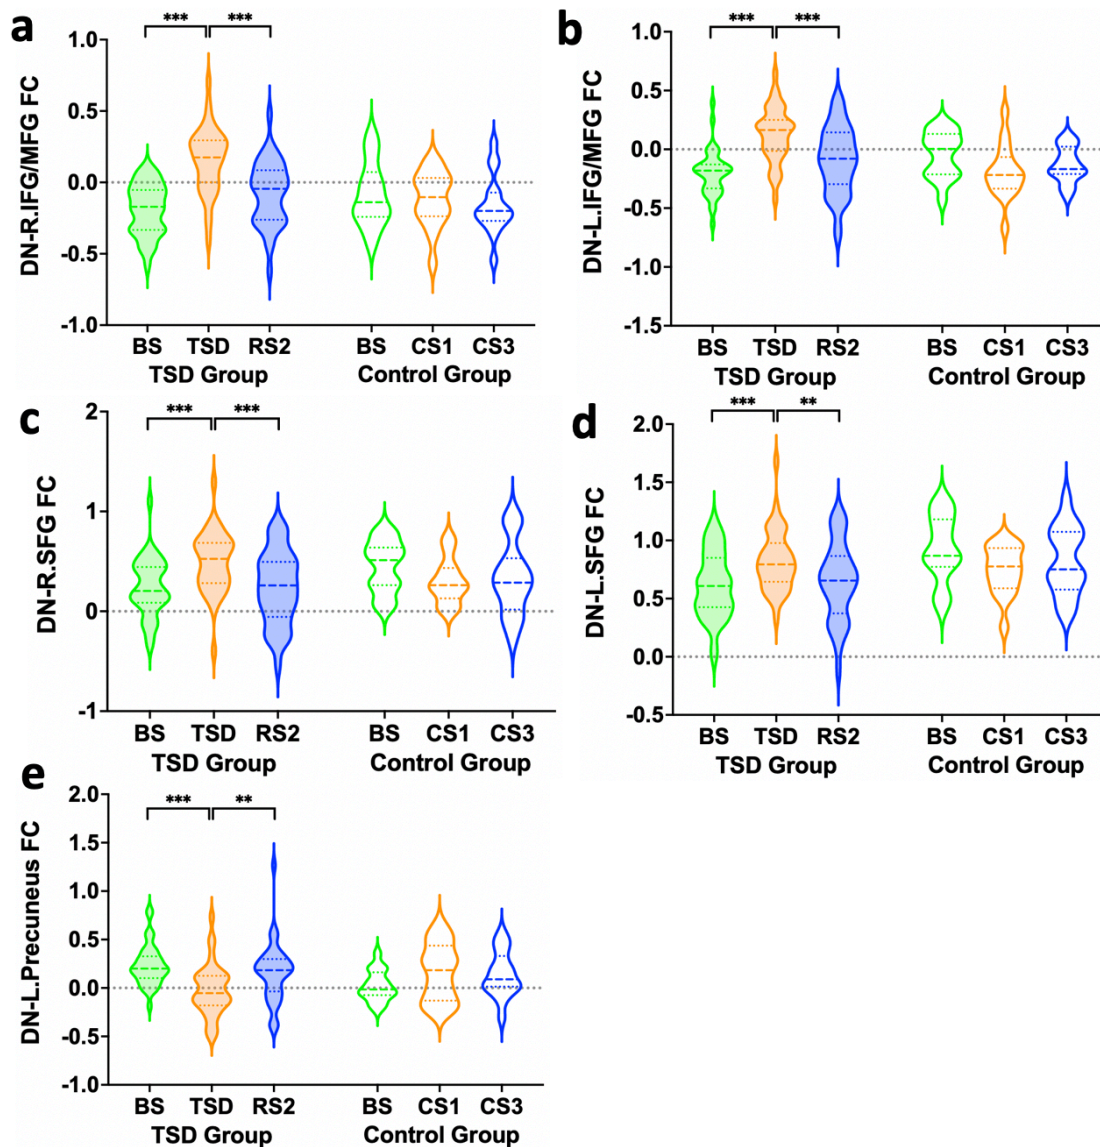 a
*** ***
DN-R.IFG/MFG FC
1.0
0.5
0.0
-0.5
-1.0
BS TSD RS2 BS CS1 CS3
TSD Group Control Group
b
*** ***
DN-L.IFG/MFG FC
1.0
0.5
0.0
-0.5
-1.0
-1.5
BS TSD RS2 BS CS1 CS3
TSD Group Control Group
c
*** ***
DN-R.SFG FC
2
1
0
-1
BS TSD RS2 BS CS1 CS3
TSD Group Control Group
d
*** **
DN-L.SFG FC
2.0
1.5
1.0
0.5
0.0
-0.5
BS TSD RS2 BS CS1 CS3
TSD Group Control Group
e
*** **
DN-L.Precuneus FC
2.0
1.5
1.0
0.5
0.0
-0.5
-1.0
BS TSD RS2 BS CS1 CS3
TSD Group Control Group